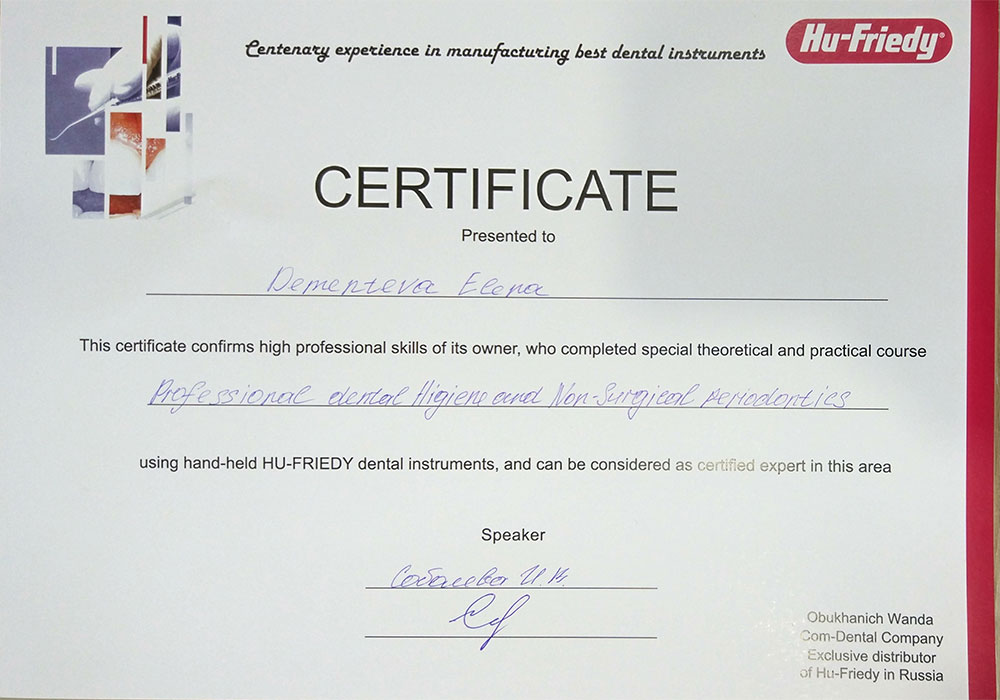 Centenary experience in manufacturing best dental instruments
Hu-Friedy®
CERTIFICATE
Presented to
Dementeva Elena
This certificate confirms high professional skills of its owner, who completed special theoretical and practical course
Professional dental Higiene and Non-Surgical Periodontics
using hand-held HU-FRIEDY dental instruments, and can be considered as certified expert in this area
Speaker
Obukhanich Wanda
Com-Dental Company
Exclusive distributor
of Hu-Friedy in Russia